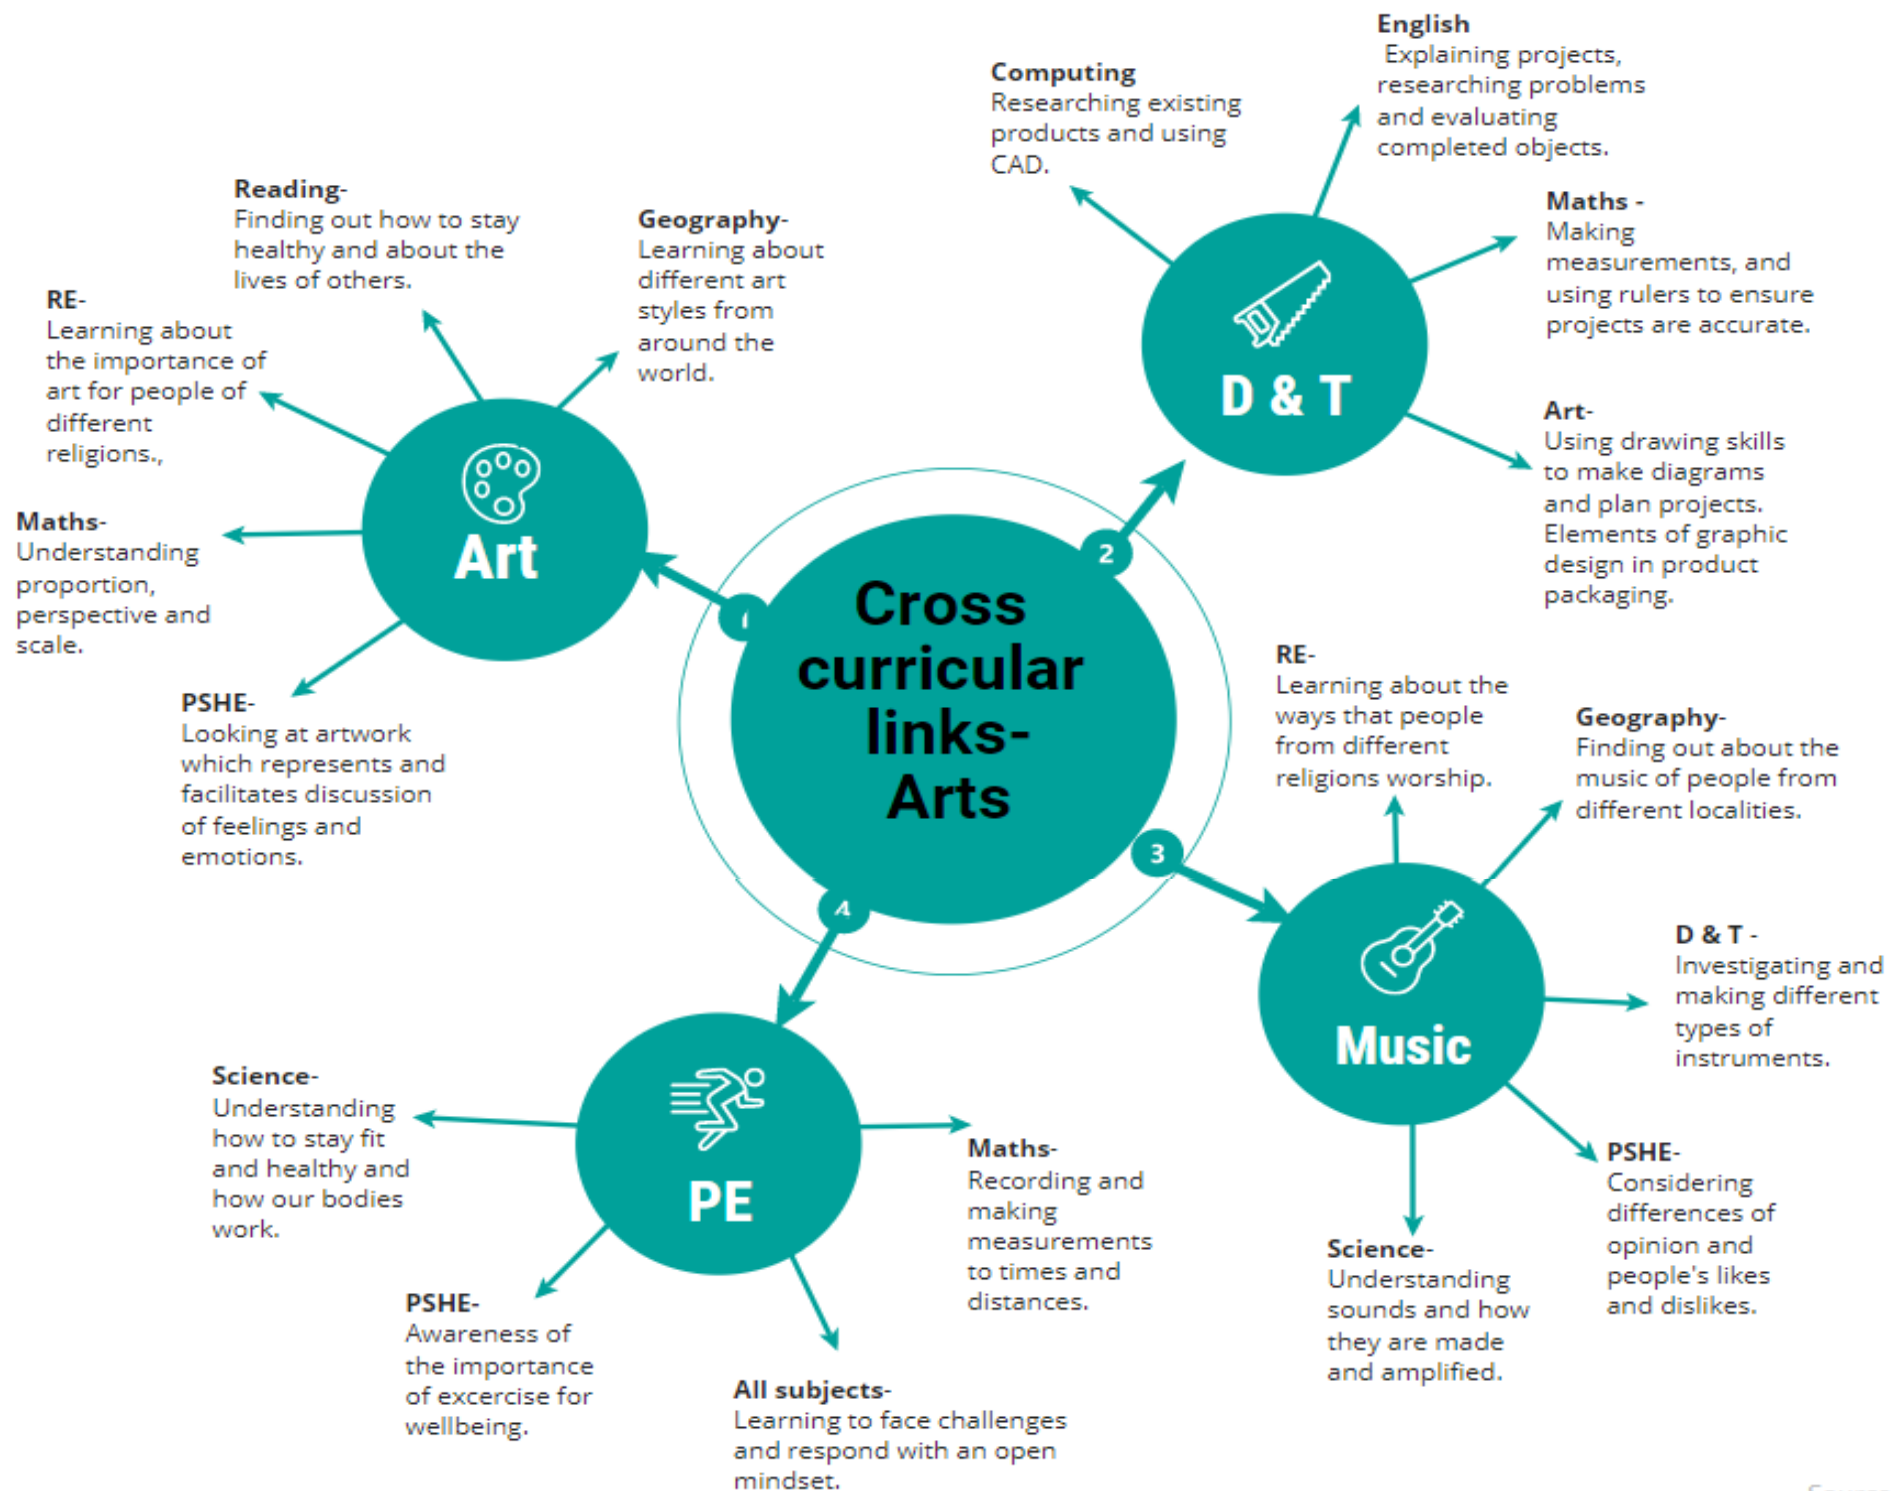 Cross
curricular
links-
Arts
1
Art
Reading-
Finding out how to stay
healthy and about the
lives of others.
Geography-
Learning about
different art
styles from
around the
world.
RE-
Learning about
the importance of
art for people of
different
religions.,
Maths-
Understanding
proportion,
perspective and
scale.
PSHE-
Looking at artwork
which represents and
facilitates discussion
of feelings and
emotions.
2
D & T
Computing
Researching existing
products and using
CAD.
English
Explaining projects,
researching problems
and evaluating
completed objects.
Maths -
Making
measurements, and
using rulers to ensure
projects are accurate.
Art-
Using drawing skills
to make diagrams
and plan projects.
Elements of graphic
design in product
packaging.
3
Music
RE-
Learning about the
ways that people
from different
religions worship.
Geography-
Finding out about the
music of people from
different localities.
D & T -
Investigating and
making different
types of
instruments.
PSHE-
Considering
differences of
opinion and
people's likes
and dislikes.
Science-
Understanding
sounds and how
they are made
and amplified.
4
PE
Science-
Understanding
how to stay fit
and healthy and
how our bodies
work.
PSHE-
Awareness of
the importance
of excercise for
wellbeing.
All subjects-
Learning to face challenges
and respond with an open
mindset.
Maths-
Recording and
making
measurements
to times and
distances.